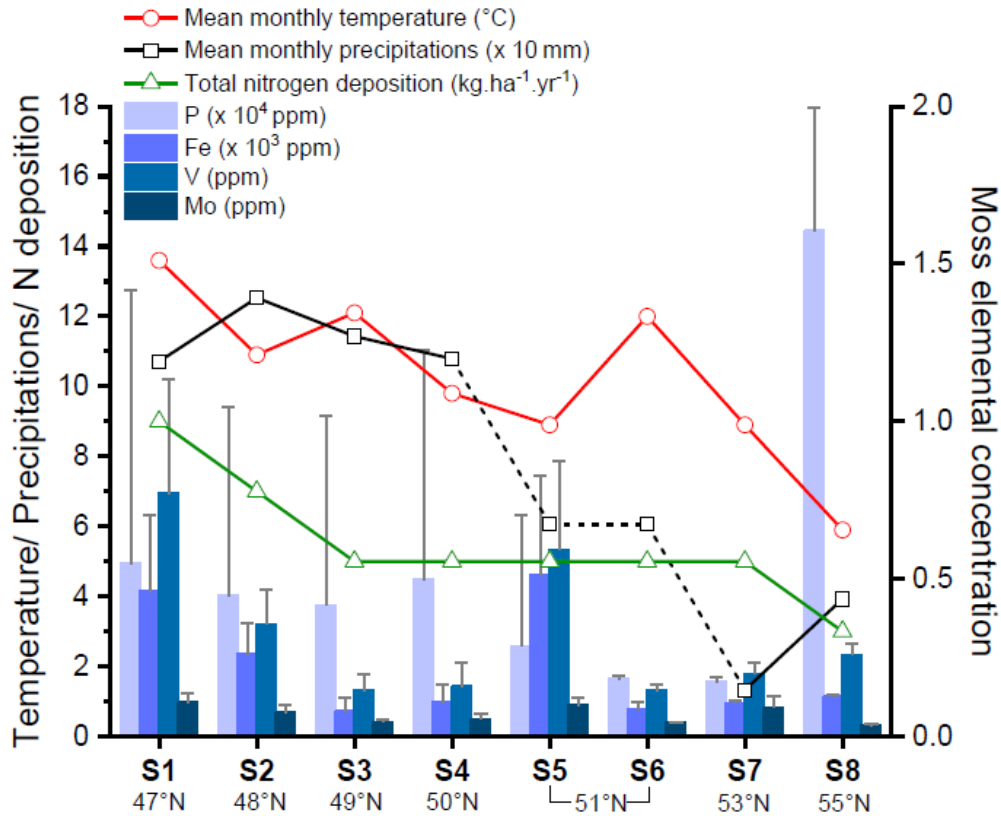 Mean monthly temperature (°C)
Mean monthly precipitations (x 10 mm)
Total nitrogen deposition (kg.ha⁻¹.yr⁻¹)
P (x 10⁴ ppm)
Fe (x 10³ ppm)
V (ppm)
Mo (ppm)
Temperature/ Precipitations/ N deposition
18
16
14
12
10
8
6
4
2
0
Moss elemental concentration
2.0
1.5
1.0
0.5
0.0
S1 S2 S3 S4 S5 S6 S7 S8
47°N 48°N 49°N 50°N 51°N 53°N 55°N